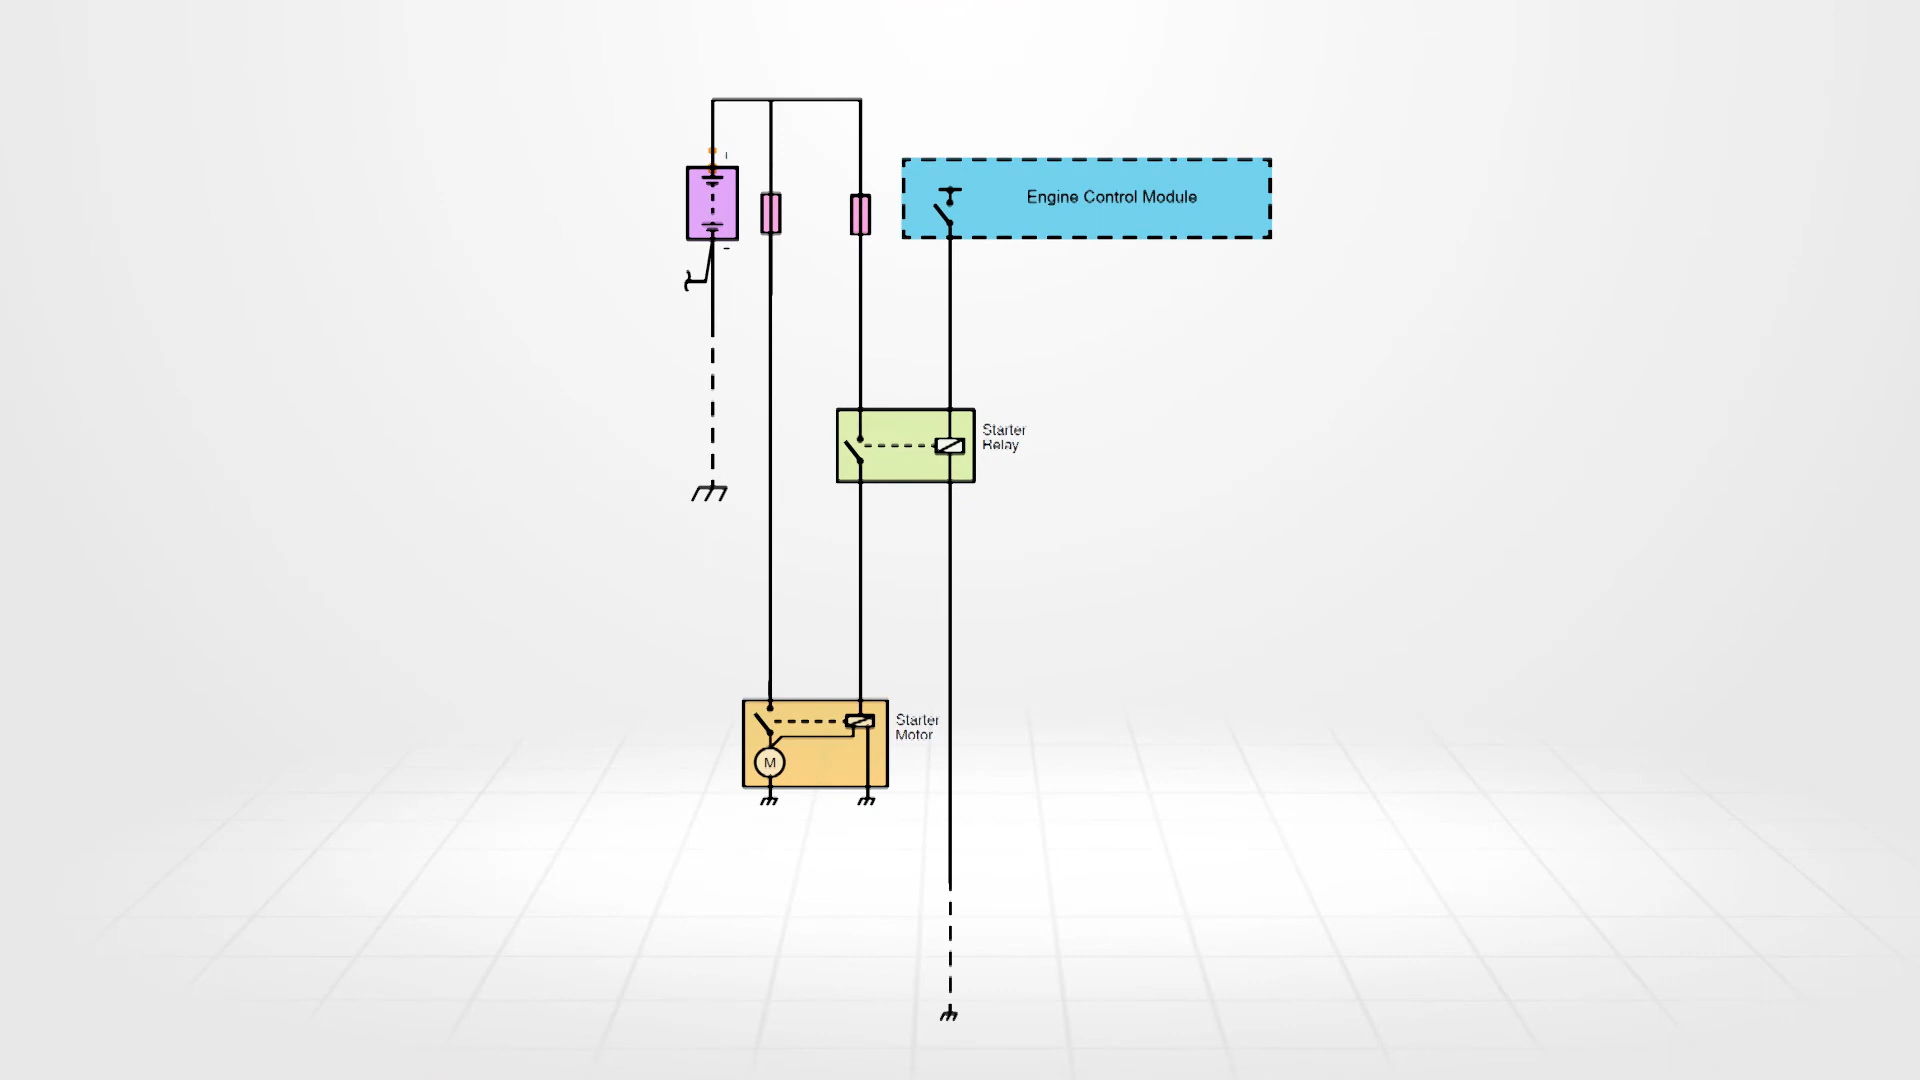 +
Engine Control Module
-
Starter
Relay
Starter
Motor
M